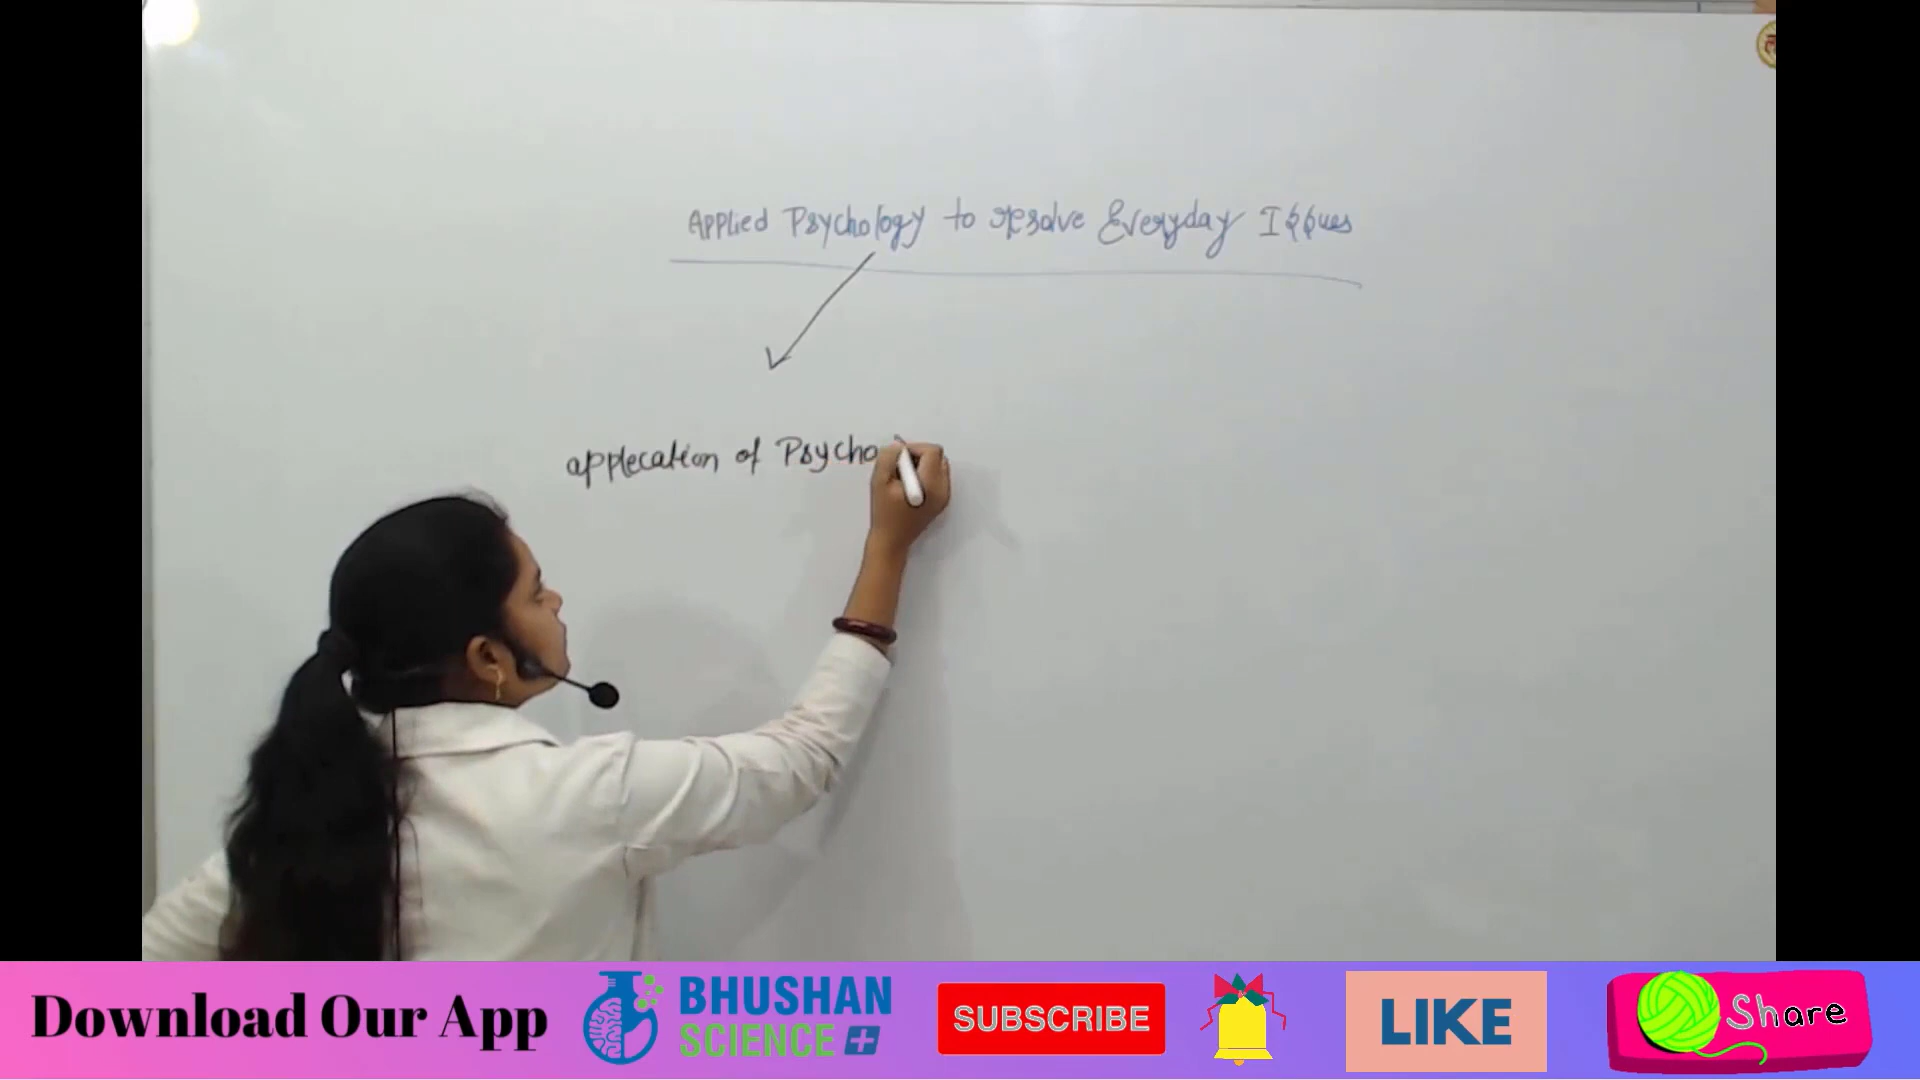 Applied Psychology to resolve Everyday Issues
applecation of Psycho
Download Our App
BHUSHAN
SCIENCE
SUBSCRIBE
LIKE
Share